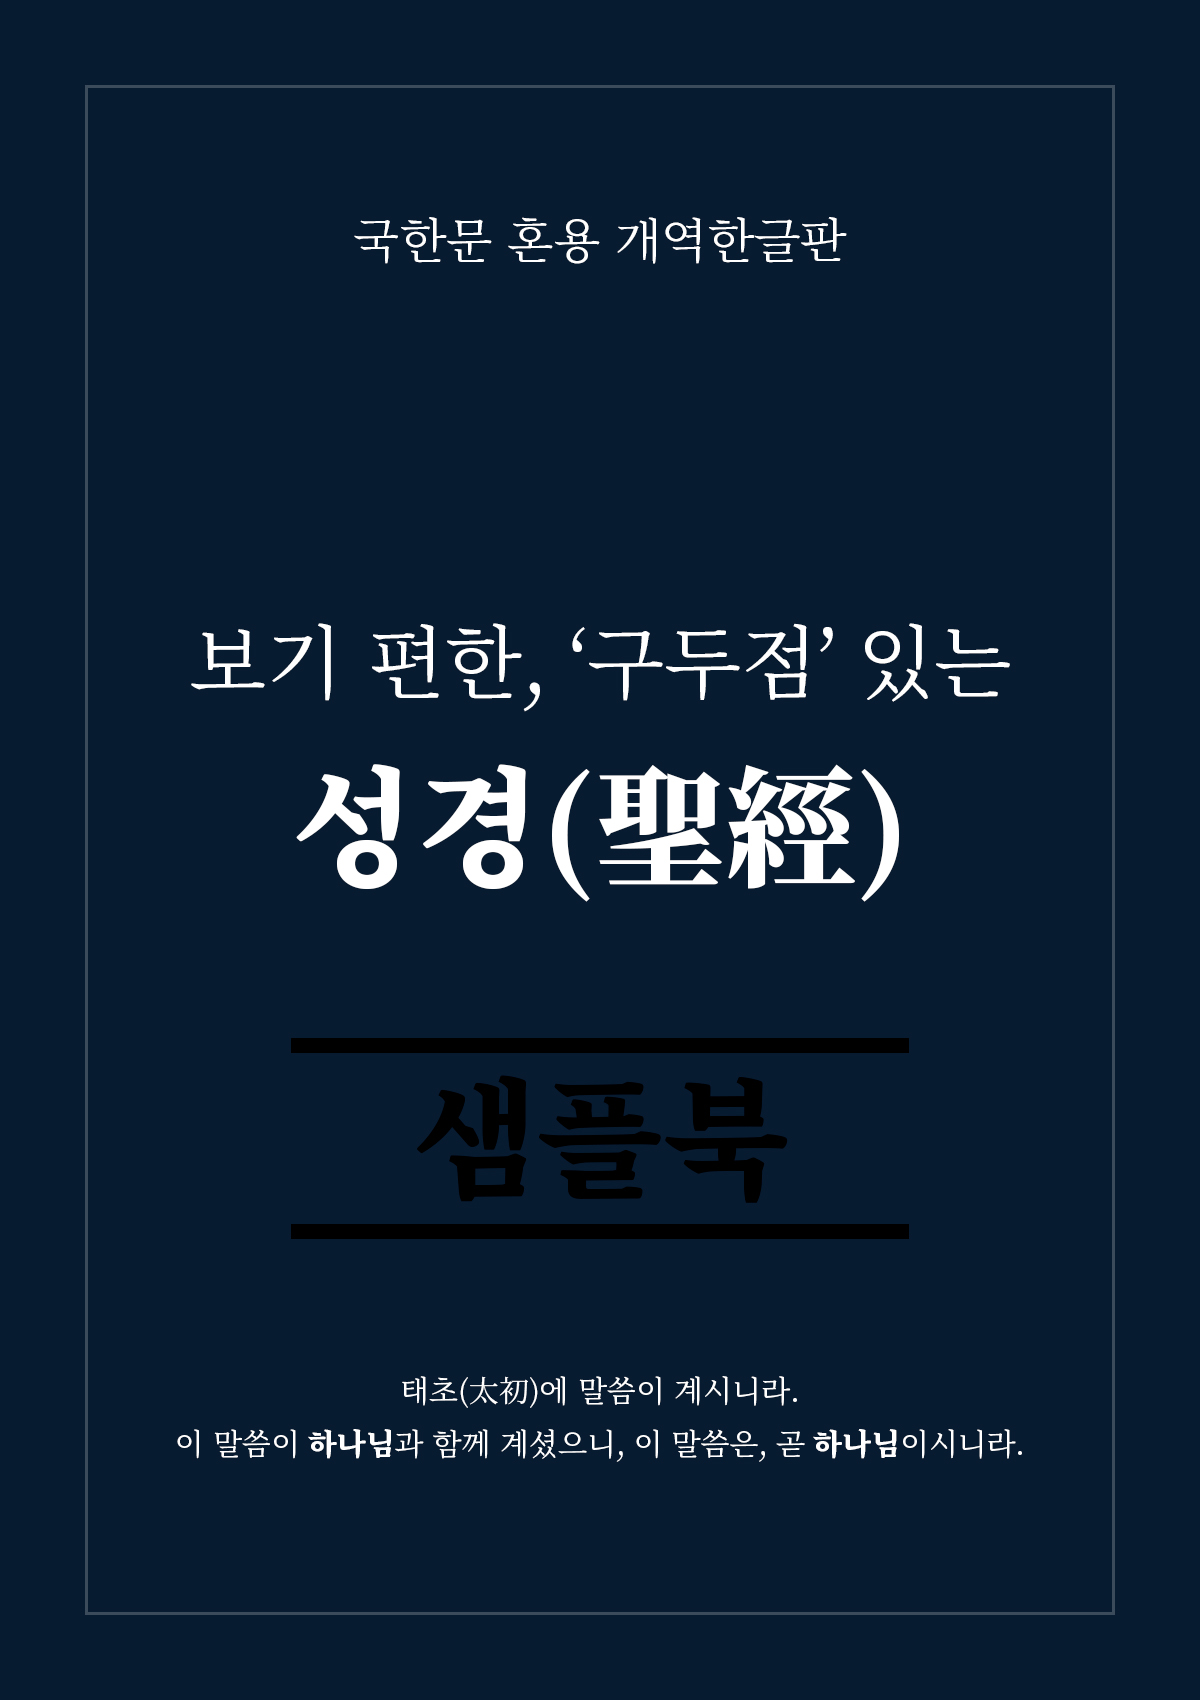 국한문 혼용 개역한글판
보기 편한, ‘구두점’ 있는
성경(聖經)
샘플북
태초(太初)에 말씀이 계시니라.
이 말씀이 하나님과 함께 계셨으니, 이 말씀은, 곧 하나님이시니라.